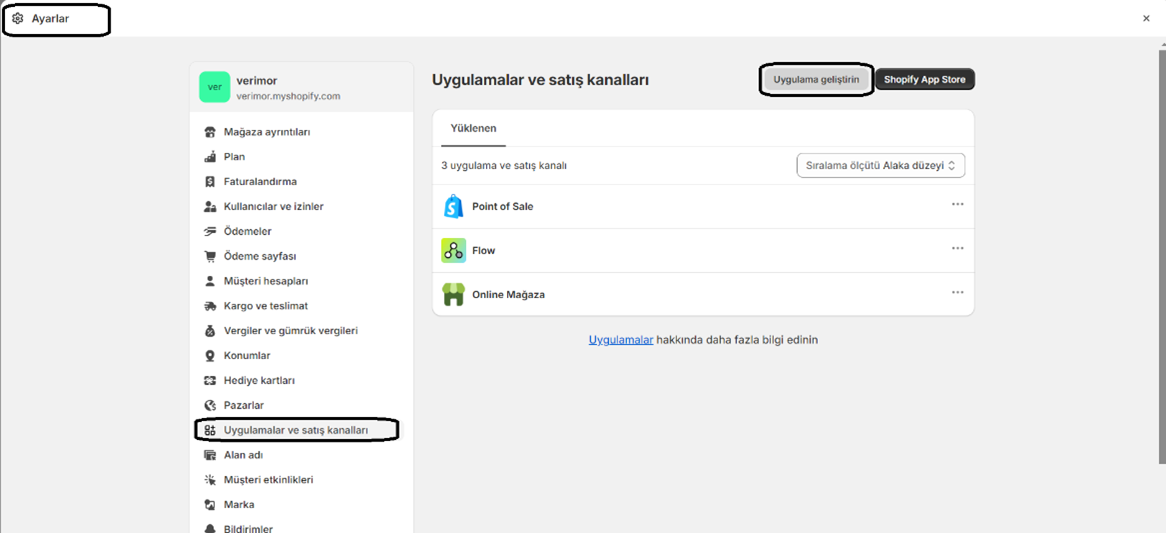 Ayarlar
ver
verimor
verimor.myshopify.com
Mağaza ayrıntıları
Plan
Faturalandırma
Kullanıcılar ve izinler
Ödemeler
Ödeme sayfası
Müşteri hesapları
Kargo ve teslimat
Vergiler ve gümrük vergileri
Konumlar
Hediye kartları
Pazarlar
Uygulamalar ve satış kanalları
Alan adı
Müşteri etkinlikleri
Marka
Bildirimler
Uygulamalar ve satış kanalları
Uygulama geliştirin
Shopify App Store
Yüklenen
3 uygulama ve satış kanalı
Sıralama ölçütü Alaka düzeyi
Point of Sale
Flow
Online Mağaza
Uygulamalar hakkında daha fazla bilgi edinin